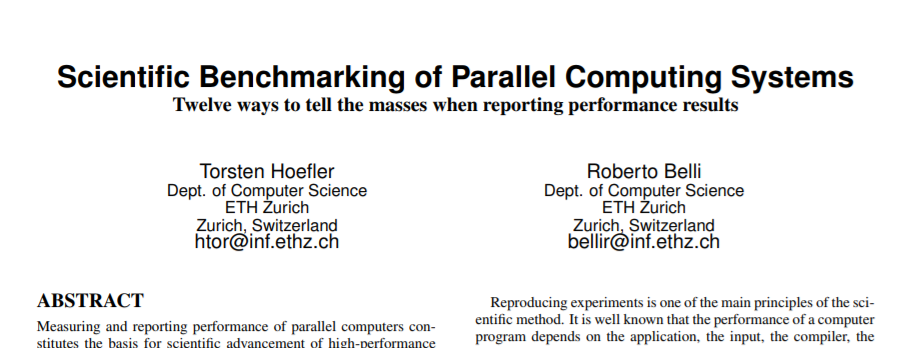 Scientific Benchmarking of Parallel Computing Systems
Twelve ways to tell the masses when reporting performance results
Torsten Hoefler
Dept. of Computer Science
ETH Zurich
Zurich, Switzerland
htor@inf.ethz.ch
Roberto Belli
Dept. of Computer Science
ETH Zurich
Zurich, Switzerland
bellir@inf.ethz.ch
ABSTRACT
Measuring and reporting performance of parallel computers con-
stitutes the basis for scientific advancement of high-performance
Reproducing experiments is one of the main principles of the sci-
entific method. It is well known that the performance of a computer
program depends on the application, the input, the compiler, the